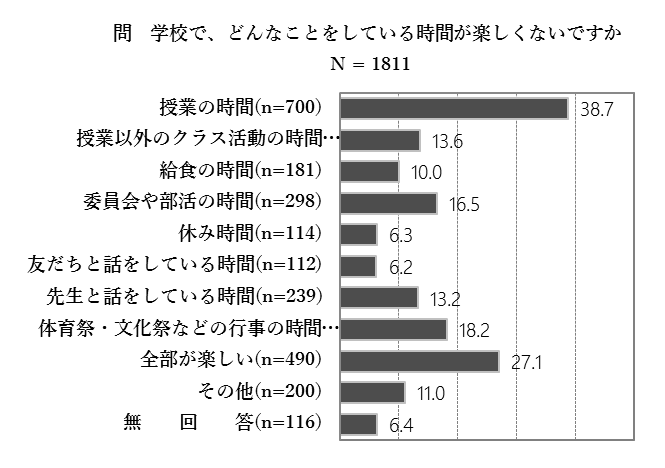 問　学校で、どんなことをしている時間が楽しくないですか
N = 1811
授業の時間(n=700) 38.7
授業以外のクラス活動の時間… 13.6
給食の時間(n=181) 10.0
委員会や部活の時間(n=298) 16.5
休み時間(n=114) 6.3
友だちと話をしている時間(n=112) 6.2
先生と話をしている時間(n=239) 13.2
体育祭・文化祭などの行事の時間… 18.2
全部が楽しい(n=490) 27.1
その他(n=200) 11.0
無　回　答(n=116) 6.4